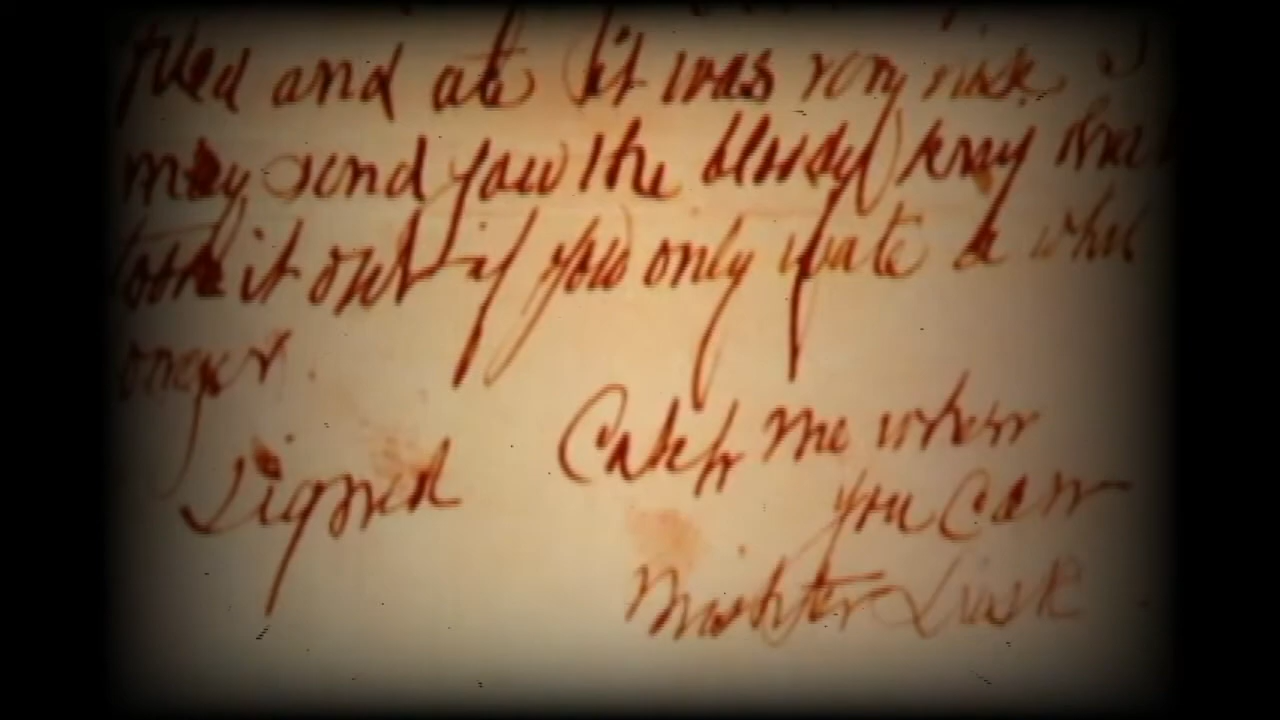 fried and ate it was very nise I
may send you the bloody knif that
took it out if you only wate a whil
longer
Signed Catch me when
you Can
Mishter Lusk